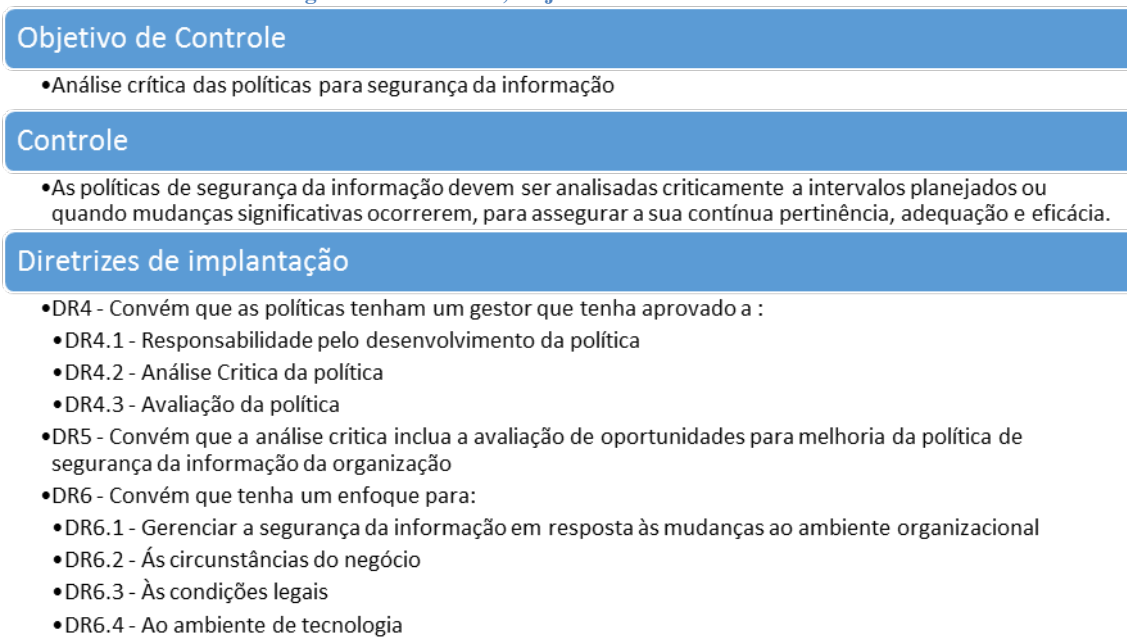 Objetivo de Controle
•Análise crítica das políticas para segurança da informação
Controle
•As políticas de segurança da informação devem ser analisadas criticamente a intervalos planejados ou
quando mudanças significativas ocorrerem, para assegurar a sua contínua pertinência, adequação e eficácia.
Diretrizes de implantação
•DR4 - Convém que as políticas tenham um gestor que tenha aprovado a :
•DR4.1 - Responsabilidade pelo desenvolvimento da política
•DR4.2 - Análise Critica da política
•DR4.3 - Avaliação da política
•DR5 - Convém que a análise critica inclua a avaliação de oportunidades para melhoria da política de
segurança da informação da organização
•DR6 - Convém que tenha um enfoque para:
•DR6.1 - Gerenciar a segurança da informação em resposta às mudanças ao ambiente organizacional
•DR6.2 - Ás circunstâncias do negócio
•DR6.3 - Às condições legais
•DR6.4 - Ao ambiente de tecnologia